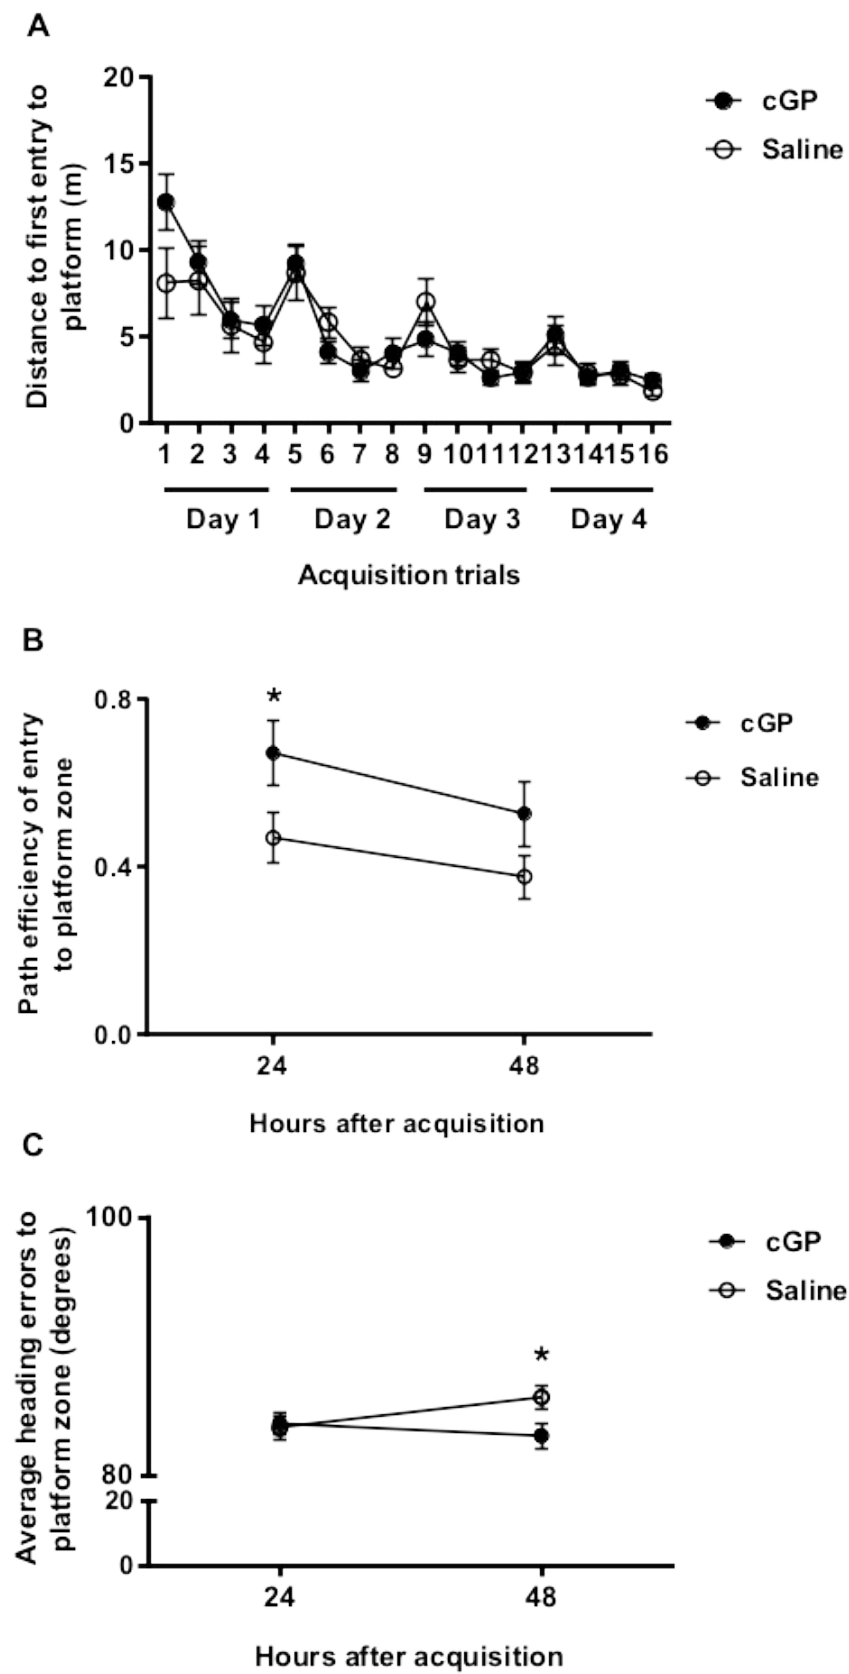 A
Distance to first entry to
platform (m)
20
15
10
5
0
cGP
Saline
1 2 3 4 5 6 7 8 9 10 11 12 13 14 15 16
Day 1 Day 2 Day 3 Day 4
Acquisition trials
B
Path efficiency of entry
to platform zone
0.8
0.4
0.0
*
cGP
Saline
24 48
Hours after acquisition
C
Average heading errors to
platform zone (degrees)
100
80
20
0
*
cGP
Saline
24 48
Hours after acquisition